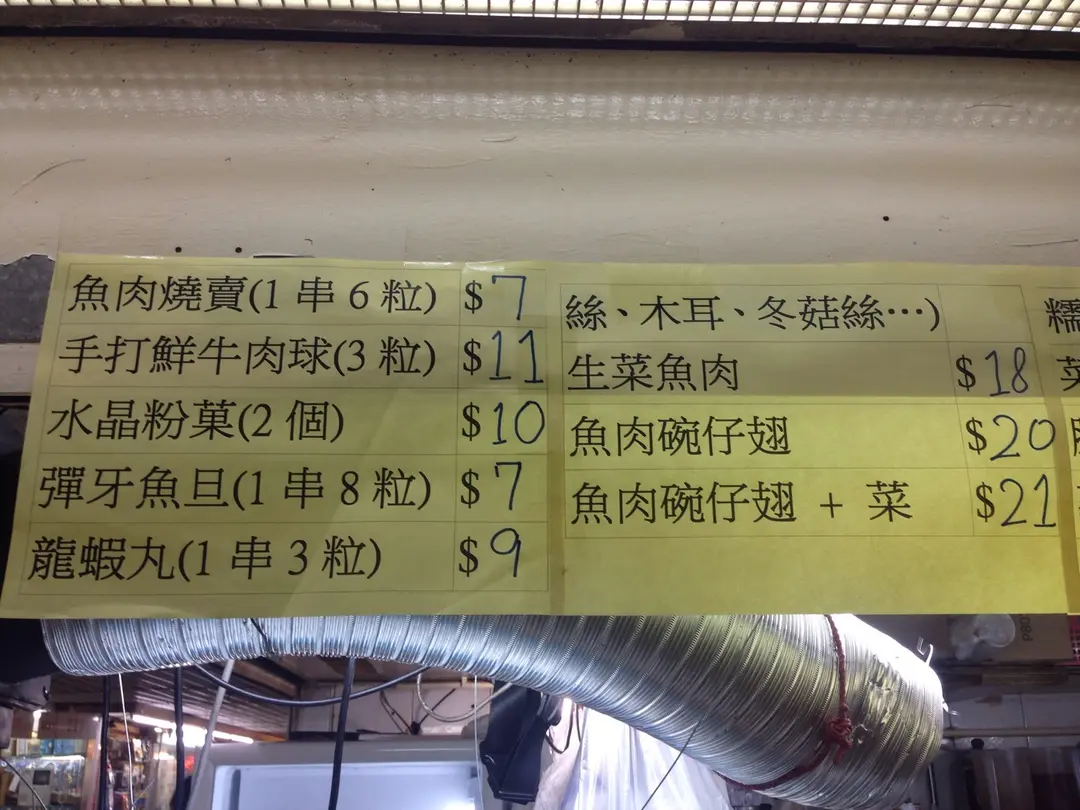 魚肉燒賣(1 串 6 粒) $7
手打鮮牛肉球(3 粒) $11
水晶粉菓(2 個) $10
彈牙魚旦(1 串 8 粒) $7
龍蝦丸(1 串 3 粒) $9
絲、木耳、冬菇絲…)
生菜魚肉 $18
魚肉碗仔翅 $20
魚肉碗仔翅 + 菜 $21
糯